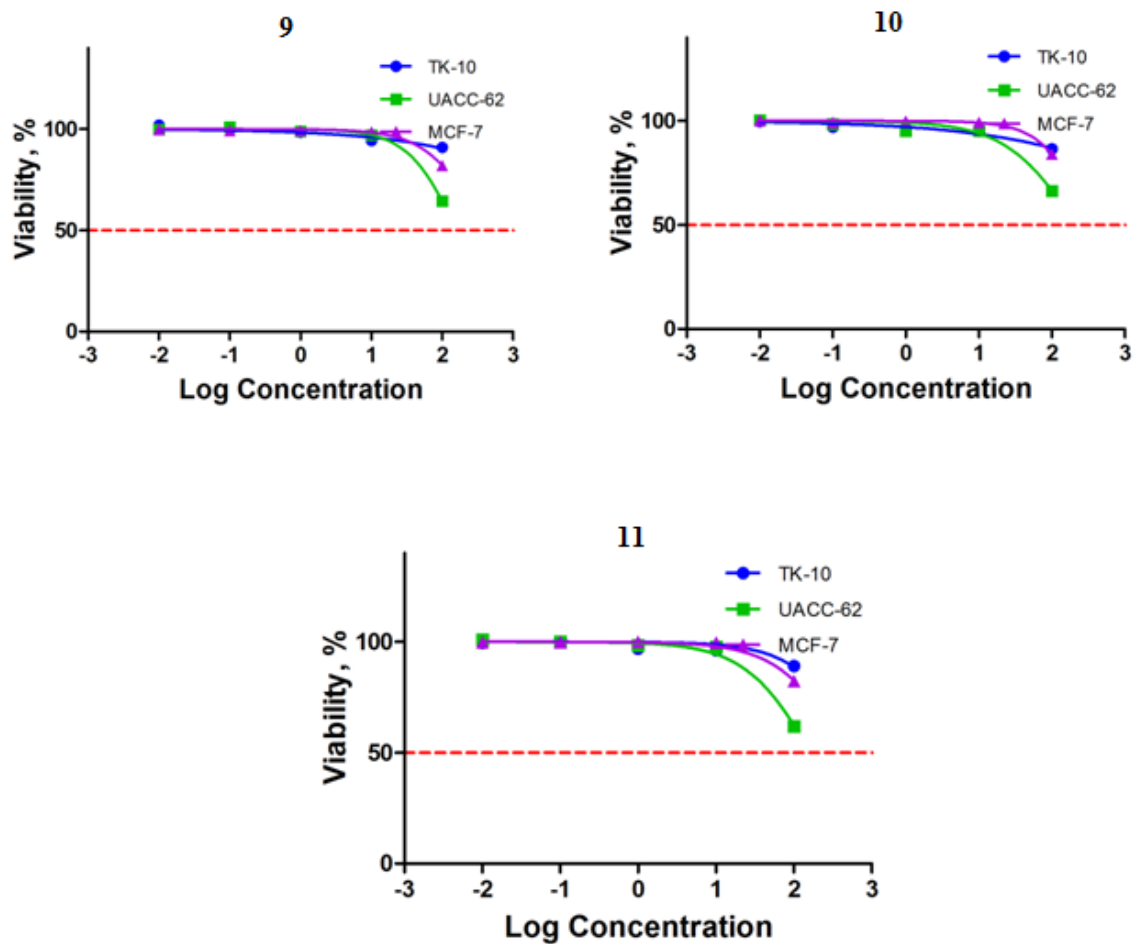 9
TK-10
UACC-62
MCF-7
Viability, %
100
50
0
-3 -2 -1 0 1 2 3
Log Concentration
10
TK-10
UACC-62
MCF-7
Viability, %
100
50
0
-3 -2 -1 0 1 2 3
Log Concentration
11
TK-10
UACC-62
MCF-7
Viability, %
100
50
0
-3 -2 -1 0 1 2 3
Log Concentration